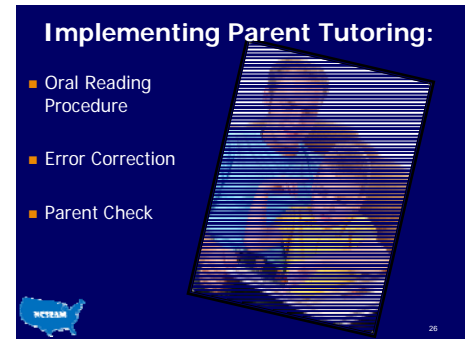 Implementing Parent Tutoring:
Oral Reading
Procedure
Error Correction
Parent Check
NCTEAM
26